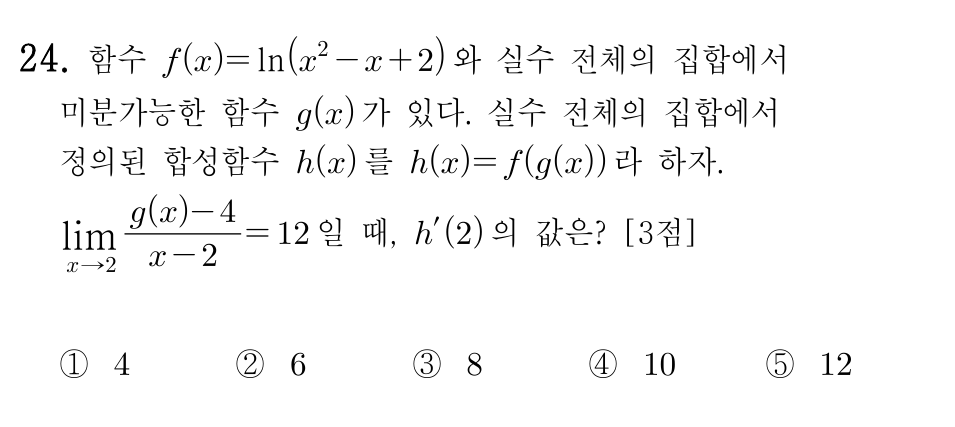 24. 함수 f(x)=ln(x²-x+2)와 실수 전체의 집합에서
미분가능한 함수 g(x)가 있다. 실수 전체의 집합에서
정의된 합성함수 h(x)를 h(x)=f(g(x))라 하자.
lim_{x→2} \frac{g(x)-4}{x-2}=12일 때, h′(2)의 값은? [3점]
① 4 ② 6 ③ 8 ④ 10 ⑤ 12